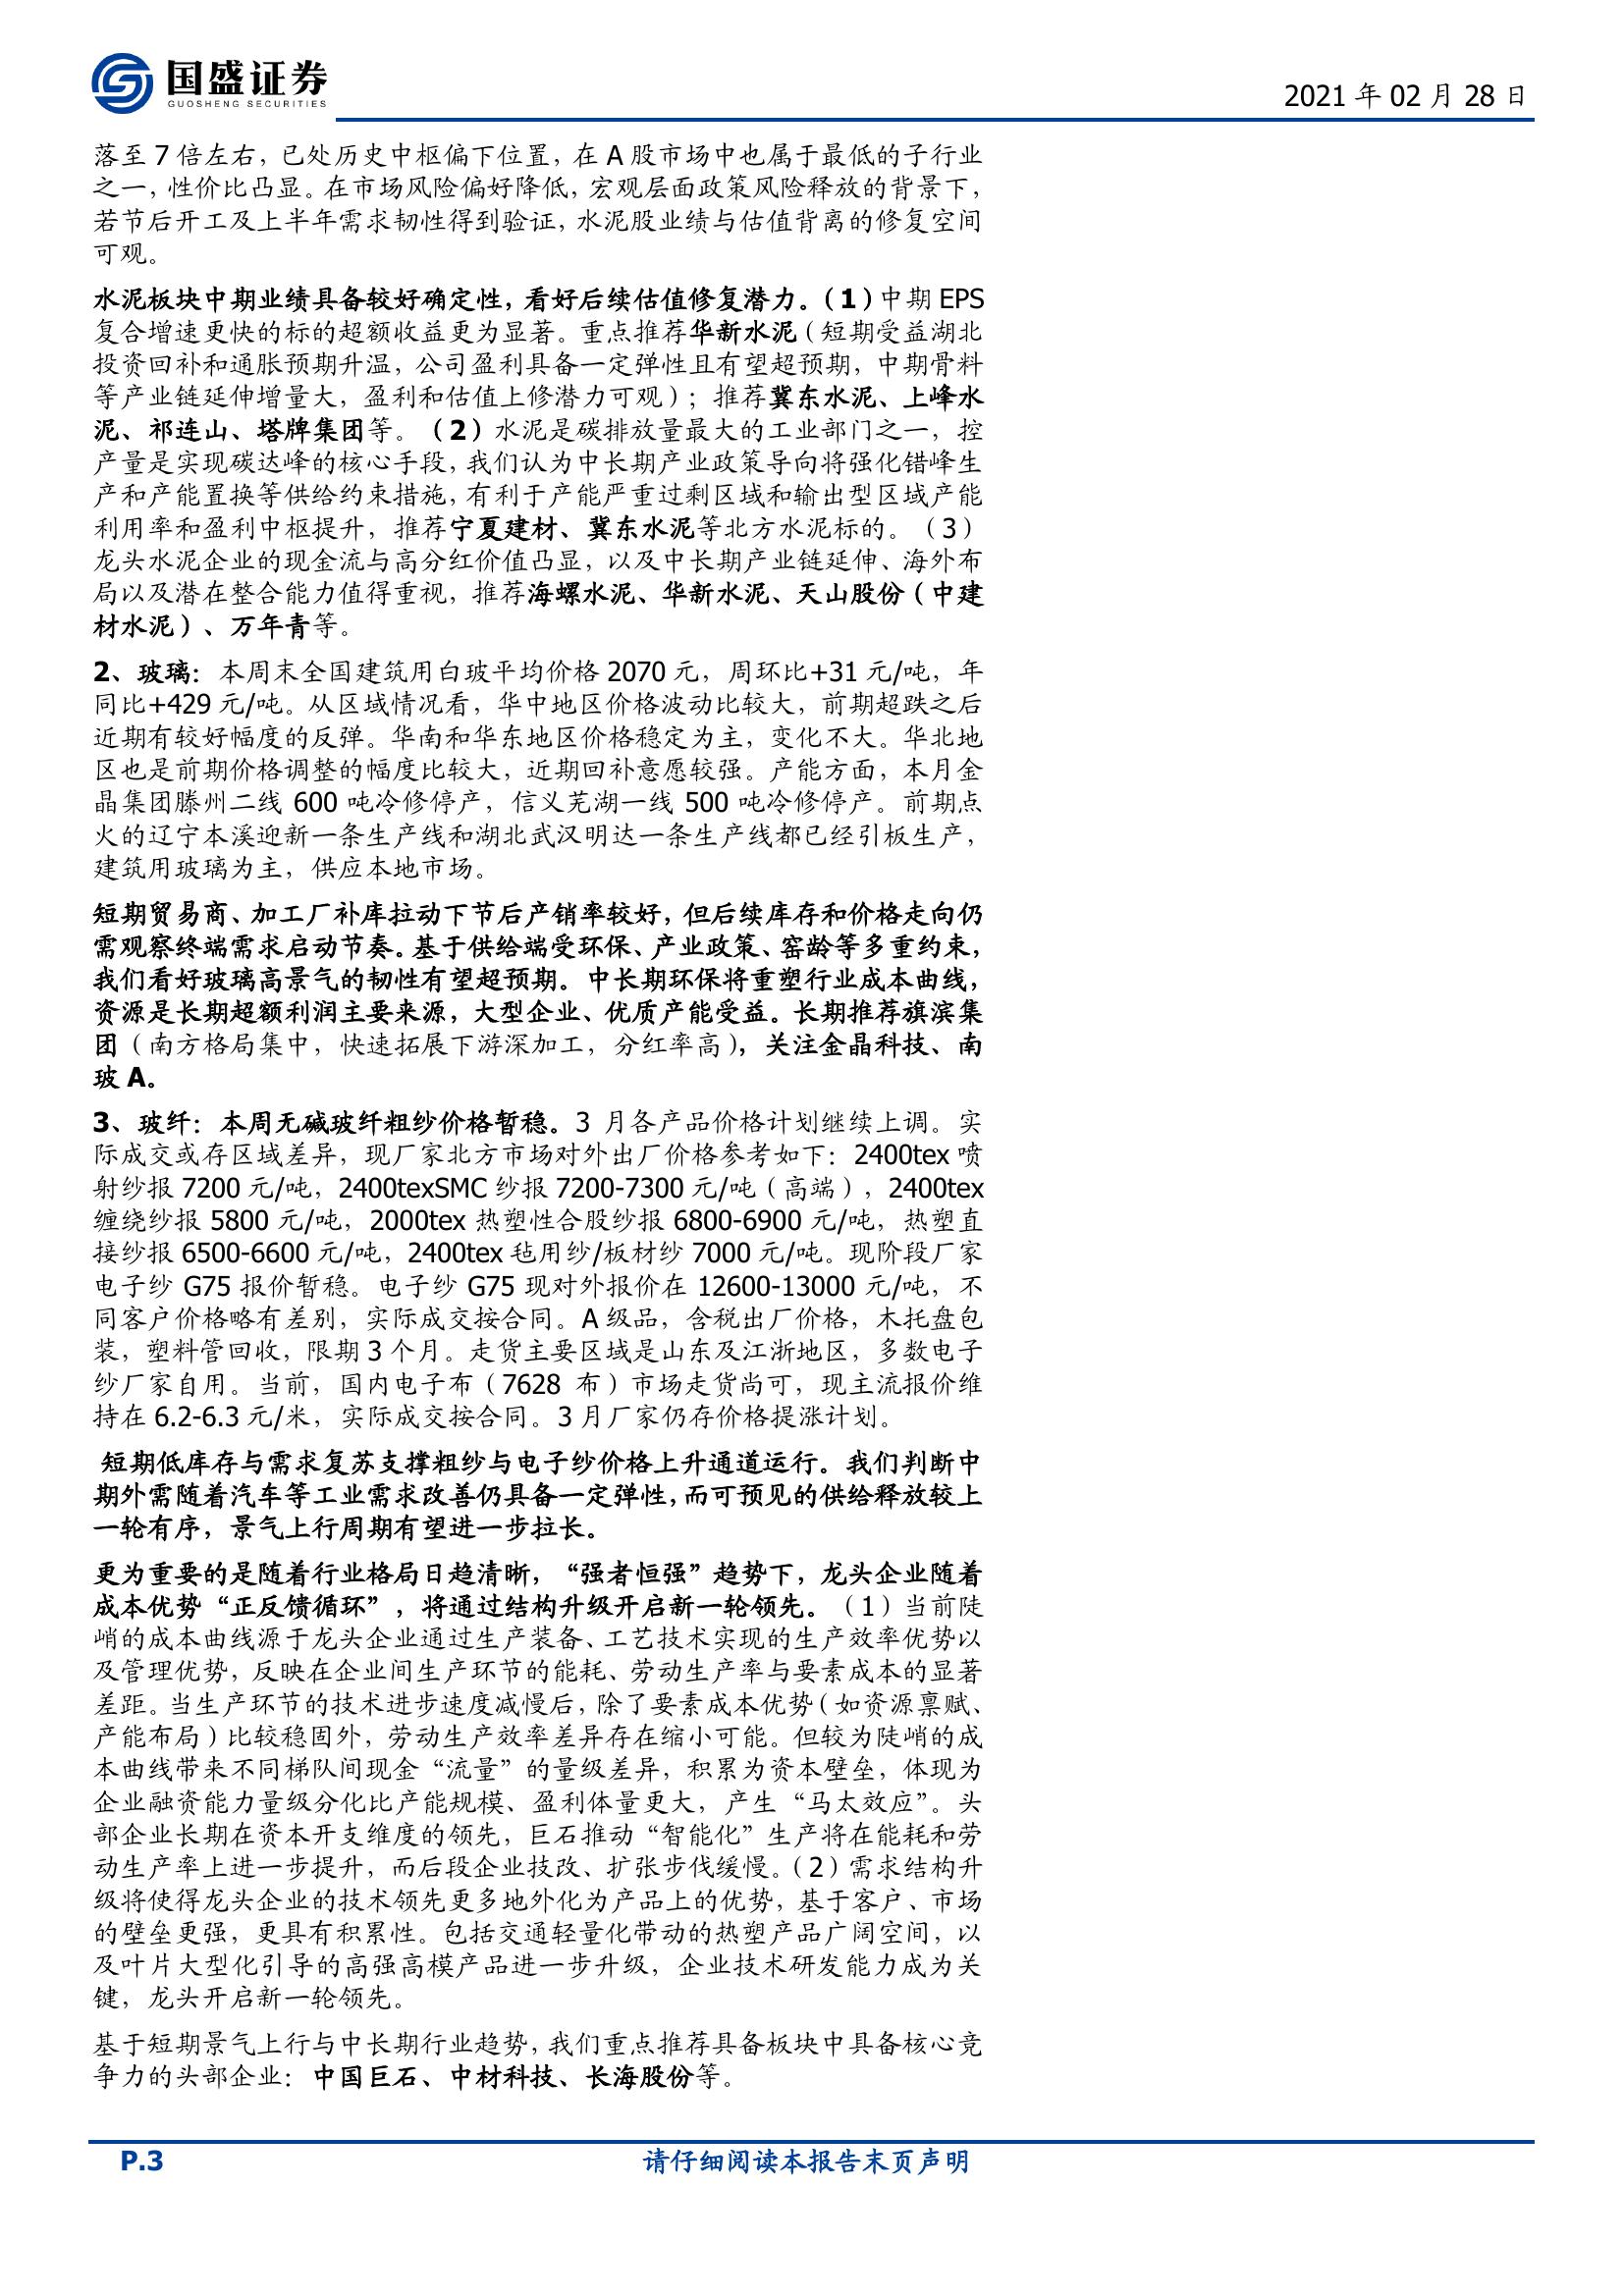 国盛证券
GUOSHENG SECURITIES
2021 年 02 月 28 日
落至 7 倍左右，已处历史中枢偏下位置，在 A 股市场中也属于最低的子行业
之一，性价比凸显。在市场风险偏好降低，宏观层面政策风险释放的背景下，
若节后开工及上半年需求韧性得到验证，水泥股业绩与估值背离的修复空间
可观。
水泥板块中期业绩具备较好确定性，看好后续估值修复潜力。（1）中期 EPS
复合增速更快的标的超额收益更为显著。重点推荐华新水泥（短期受益湖北
投资回补和通胀预期升温，公司盈利具备一定弹性且有望超预期，中期骨料
等产业链延伸增量大，盈利和估值上修潜力可观）；推荐冀东水泥、上峰水
泥、祁连山、塔牌集团等。（2）水泥是碳排放量最大的工业部门之一，控
产量是实现碳达峰的核心手段，我们认为中长期产业政策导向将强化错峰生
产和产能置换等供给约束措施，有利于产能严重过剩区域和输出型区域产能
利用率和盈利中枢提升，推荐宁夏建材、冀东水泥等北方水泥标的。（3）
龙头水泥企业的现金流与高分红价值凸显，以及中长期产业链延伸、海外布
局以及潜在整合能力值得重视，推荐海螺水泥、华新水泥、天山股份（中建
材水泥）、万年青等。
2、玻璃：本周末全国建筑用白玻平均价格 2070 元，周环比+31 元/吨，年
同比+429 元/吨。从区域情况看，华中地区价格波动比较大，前期超跌之后
近期有较好幅度的反弹。华南和华东地区价格稳定为主，变化不大。华北地
区也是前期价格调整的幅度比较大，近期回补意愿较强。产能方面，本月金
晶集团滕州二线 600 吨冷修停产，信义芜湖一线 500 吨冷修停产。前期点
火的辽宁本溪迎新一条生产线和湖北武汉明达一条生产线都已经引板生产，
建筑用玻璃为主，供应本地市场。
短期贸易商、加工厂补库拉动下节后产销率较好，但后续库存和价格走向仍
需观察终端需求启动节奏。基于供给端受环保、产业政策、窑龄等多重约束，
我们看好玻璃高景气的韧性有望超预期。中长期环保将重塑行业成本曲线，
资源是长期超额利润主要来源，大型企业、优质产能受益。长期推荐旗滨集
团（南方格局集中，快速拓展下游深加工，分红率高），关注金晶科技、南
玻 A。
3、玻纤：本周无碱玻纤粗纱价格暂稳。3 月各产品价格计划继续上调。实
际成交或存区域差异，现厂家北方市场对外出厂价格参考如下：2400tex 喷
射纱报 7200 元/吨，2400texSMC 纱报 7200-7300 元/吨（高端），2400tex
缠绕纱报 5800 元/吨，2000tex 热塑性合股纱报 6800-6900 元/吨，热塑直
接纱报 6500-6600 元/吨，2400tex 毡用纱/板材纱 7000 元/吨。现阶段厂家
电子纱 G75 报价暂稳。电子纱 G75 现对外报价在 12600-13000 元/吨，不
同客户价格略有差别，实际成交按合同。A 级品，含税出厂价格，木托盘包
装，塑料管回收，限期 3 个月。走货主要区域是山东及江浙地区，多数电子
纱厂家自用。当前，国内电子布（7628 布）市场走货尚可，现主流报价维
持在 6.2-6.3 元/米，实际成交按合同。3 月厂家仍存价格提涨计划。
短期低库存与需求复苏支撑粗纱与电子纱价格上升通道运行。我们判断中
期外需随着汽车等工业需求改善仍具备一定弹性，而可预见的供给释放较上
一轮有序，景气上行周期有望进一步拉长。
更为重要的是随着行业格局日趋清晰，“强者恒强”趋势下，龙头企业随着
成本优势“正反馈循环”，将通过结构升级开启新一轮领先。（1）当前陡
峭的成本曲线源于龙头企业通过生产装备、工艺技术实现的生产效率优势以
及管理优势，反映在企业间生产环节的能耗、劳动生产率与要素成本的显著
差距。当生产环节的技术进步速度减慢后，除了要素成本优势（如资源禀赋、
产能布局）比较稳固外，劳动生产效率差异存在缩小可能。但较为陡峭的成
本曲线带来不同梯队间现金“流量”的量级差异，积累为资本壁垒，体现为
企业融资能力量级分化比产能规模、盈利体量更大，产生“马太效应”。头
部企业长期在资本开支维度的领先，巨石推动“智能化”生产将在能耗和劳
动生产率上进一步提升，而后段企业技改、扩张步伐缓慢。（2）需求结构升
级将使得龙头企业的技术领先更多地外化为产品上的优势，基于客户、市场
的壁垒更强，更具有积累性。包括交通轻量化带动的热塑产品广阔空间，以
及叶片大型化引导的高强高模产品进一步升级，企业技术研发能力成为关
键，龙头开启新一轮领先。
基于短期景气上行与中长期行业趋势，我们重点推荐具备板块中具备核心竞
争力的头部企业：中国巨石、中材科技、长海股份等。
P.3
请仔细阅读本报告末页声明